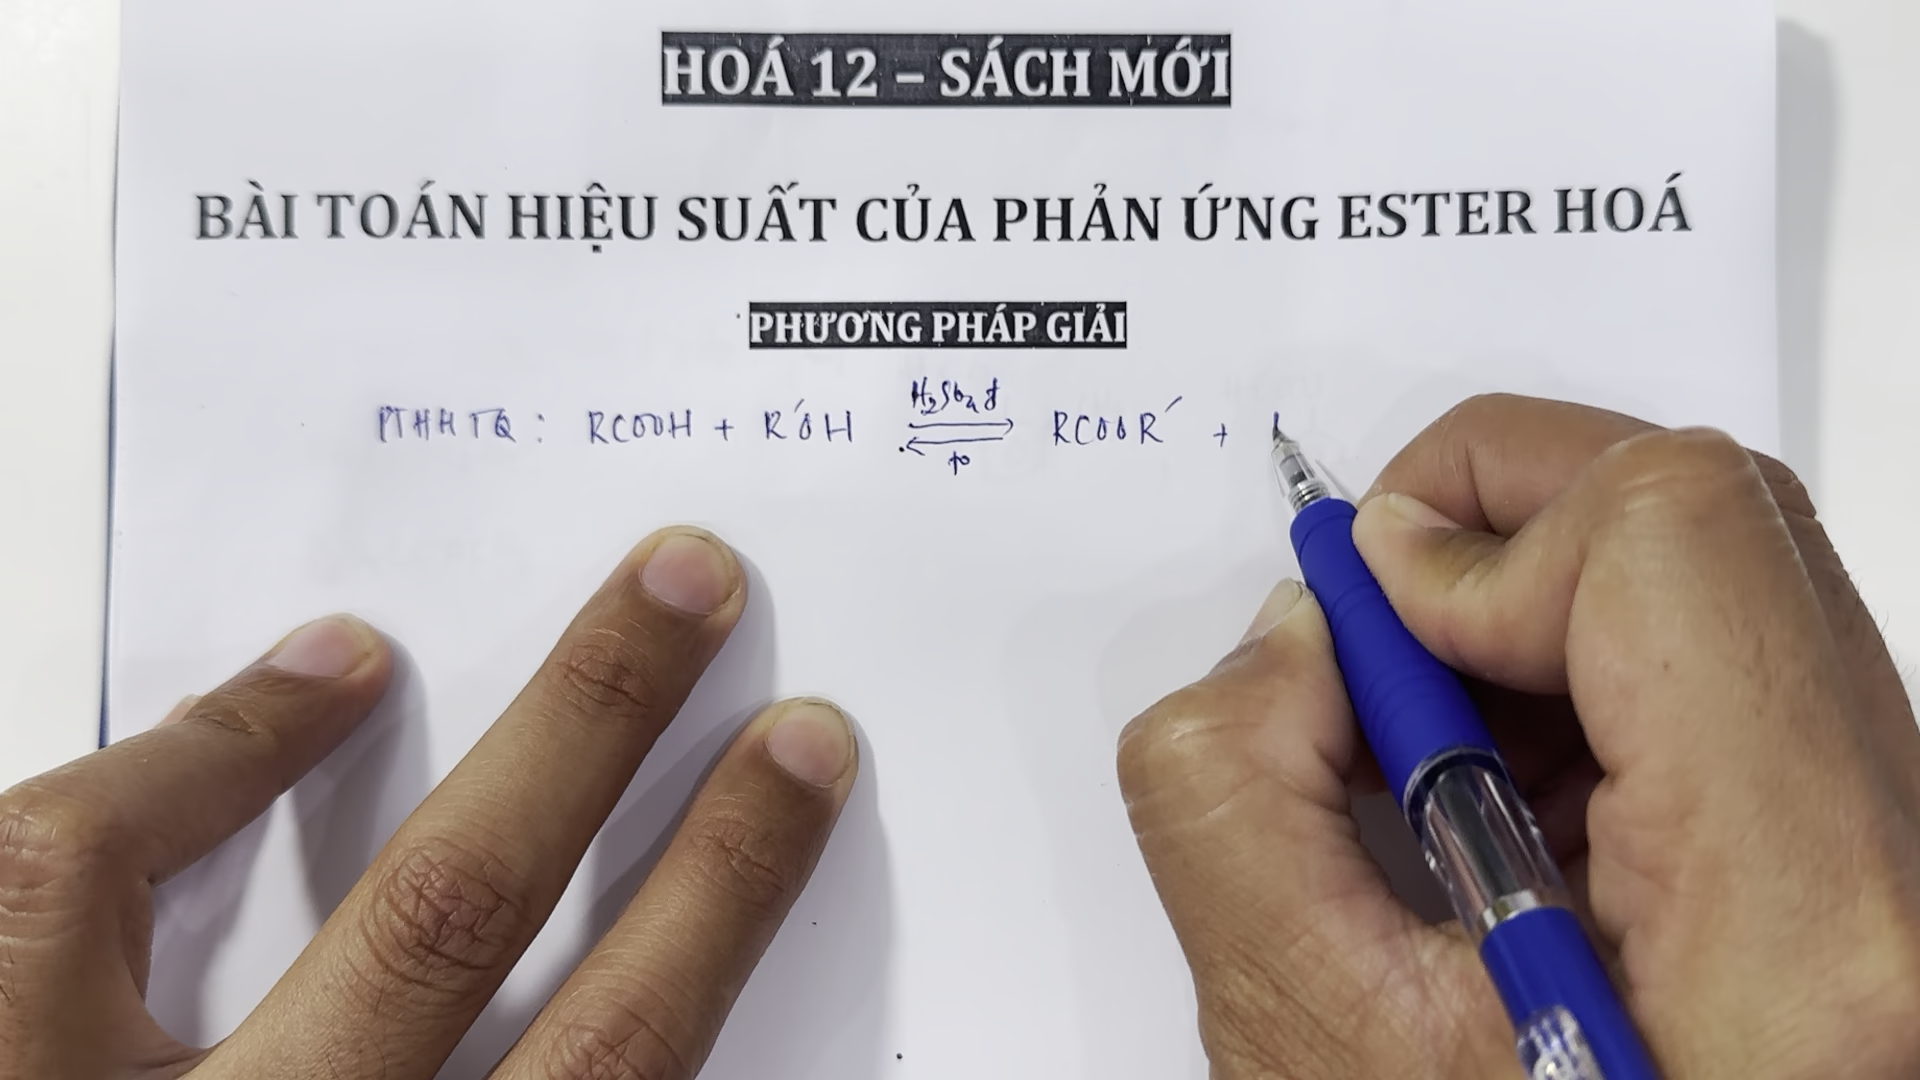 HOÁ 12 – SÁCH MỚI
BÀI TOÁN HIỆU SUẤT CỦA PHẢN ỨNG ESTER HOÁ
PHƯƠNG PHÁP GIẢI
H₂SO₄ đ
PTHHTQ: RCOOH + R'OH ⇌ RCOOR' +
t°